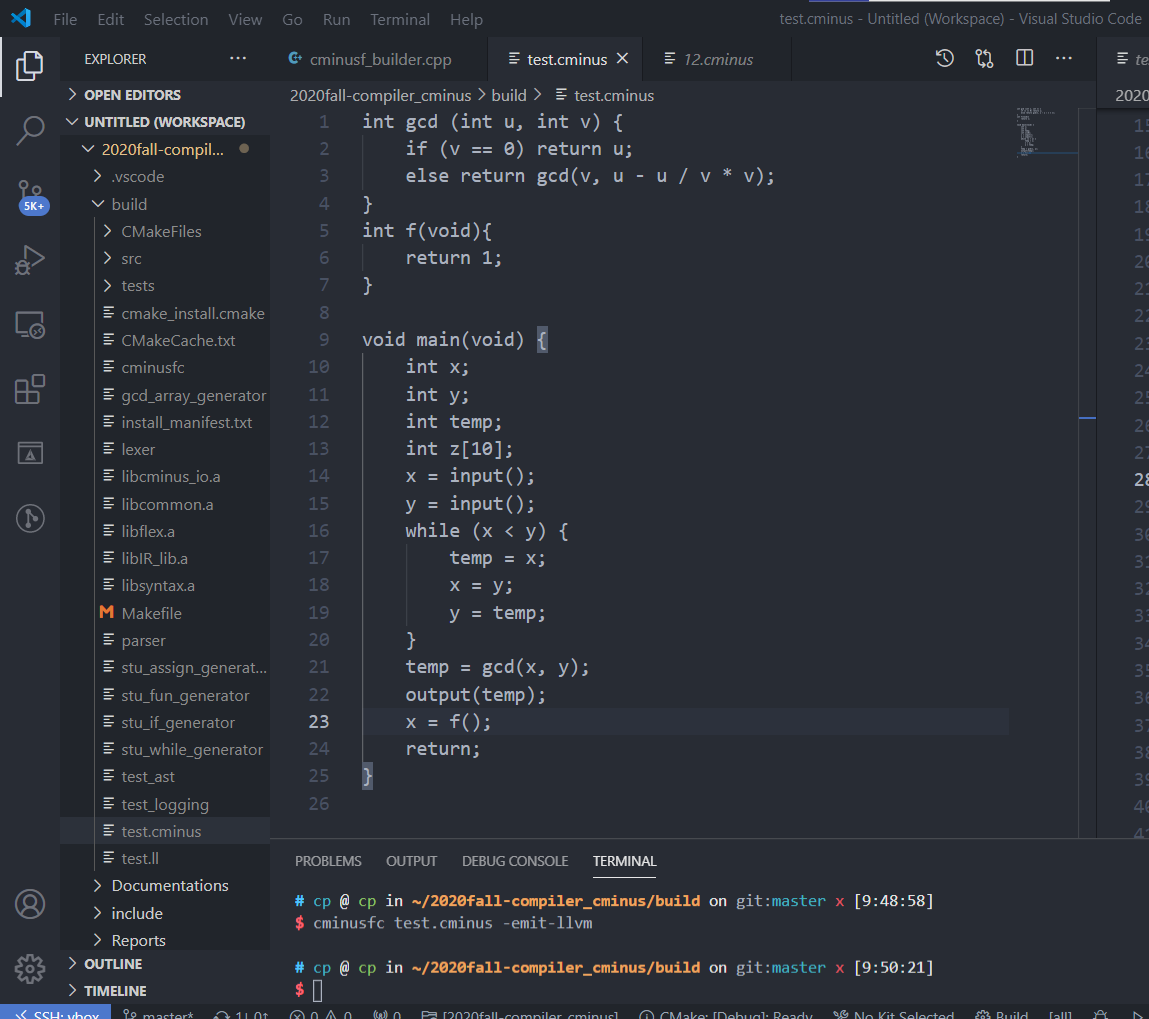 File Edit Selection View Go Run Terminal Help
test.cminus - Untitled (Workspace) - Visual Studio Code
EXPLORER
OPEN EDITORS
UNTITLED (WORKSPACE)
2020fall-compil...
.vscode
build
CMakeFiles
src
tests
cmake_install.cmake
CMakeCache.txt
cminusfc
gcd_array_generator
install_manifest.txt
lexer
libcminus_io.a
libcommon.a
libflex.a
libIR_lib.a
libsyntax.a
M Makefile
parser
stu_assign_generat...
stu_fun_generator
stu_if_generator
stu_while_generator
test_ast
test_logging
test.cminus
test.ll
Documentations
include
Reports
OUTLINE
TIMELINE
5K+
cminusf_builder.cpp test.cminus 12.cminus
2020fall-compiler_cminus > build > test.cminus
1 int gcd (int u, int v) {
2 if (v == 0) return u;
3 else return gcd(v, u - u / v * v);
4 }
5 int f(void){
6 return 1;
7 }
8
9 void main(void) {
10 int x;
11 int y;
12 int temp;
13 int z[10];
14 x = input();
15 y = input();
16 while (x < y) {
17 temp = x;
18 x = y;
19 y = temp;
20 }
21 temp = gcd(x, y);
22 output(temp);
23 x = f();
24 return;
25 }
26
te
2020
28
PROBLEMS OUTPUT DEBUG CONSOLE TERMINAL
# cp @ cp in ~/2020fall-compiler_cminus/build on git:master x [9:48:58]
$ cminusfc test.cminus -emit-llvm
# cp @ cp in ~/2020fall-compiler_cminus/build on git:master x [9:50:21]
$
SSH: vbox master* 1↓ 0↑ 0 0 0 [2020fall-compiler_cminus] CMake: [Debug]: Ready No Kit Selected Build [all]